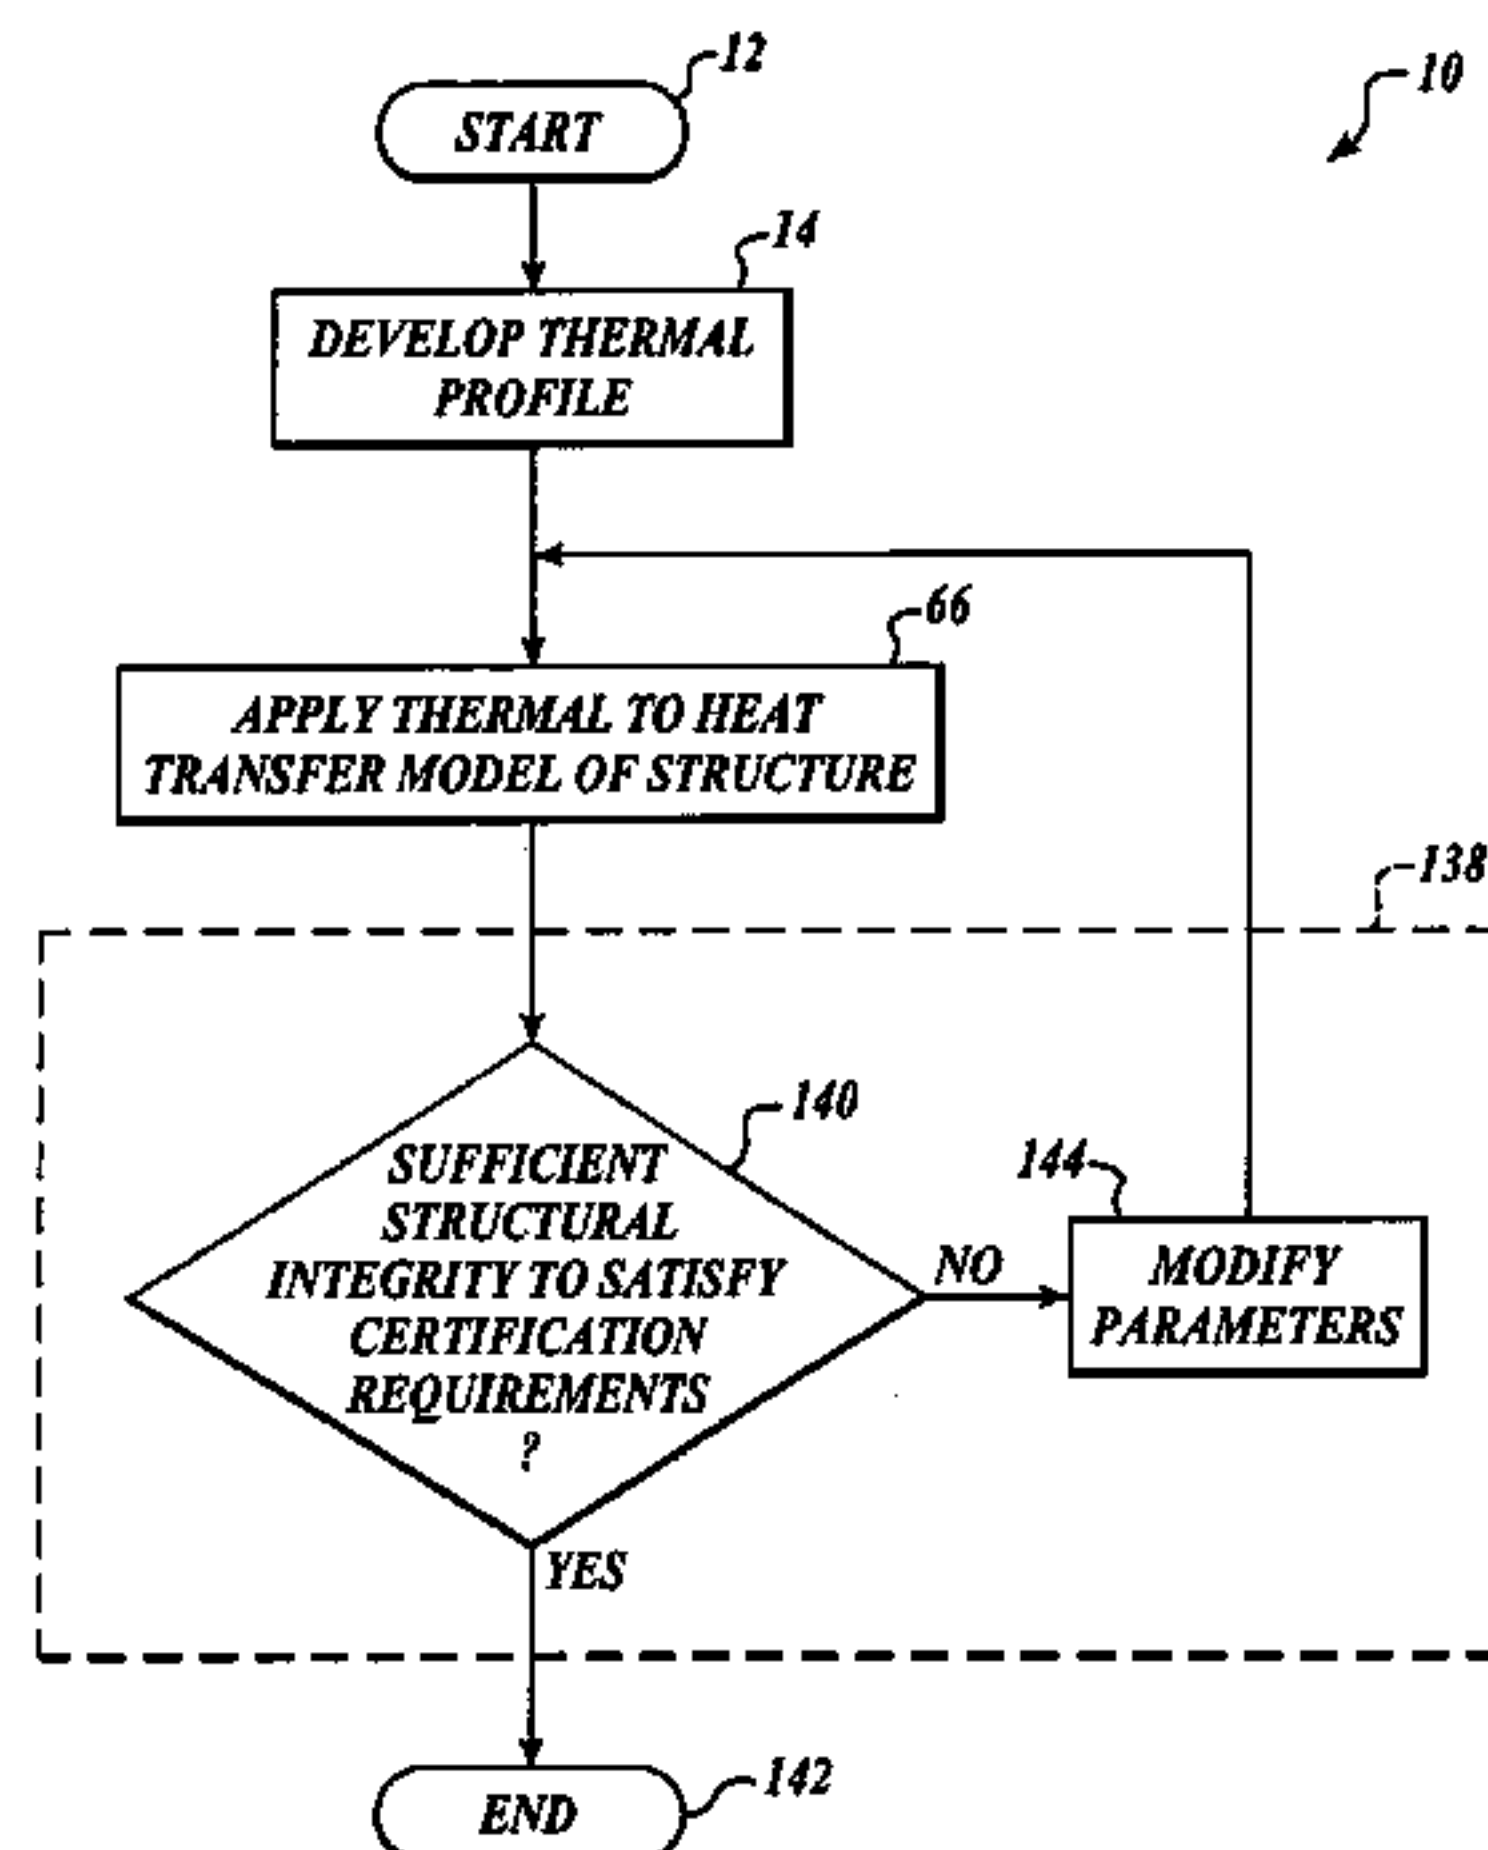 12
10
START
14
DEVELOP THERMAL
PROFILE
66
APPLY THERMAL TO HEAT
TRANSFER MODEL OF STRUCTURE
138
140
SUFFICIENT
STRUCTURAL
INTEGRITY TO SATISFY
CERTIFICATION
REQUIREMENTS
?
NO
144
MODIFY
PARAMETERS
YES
142
END